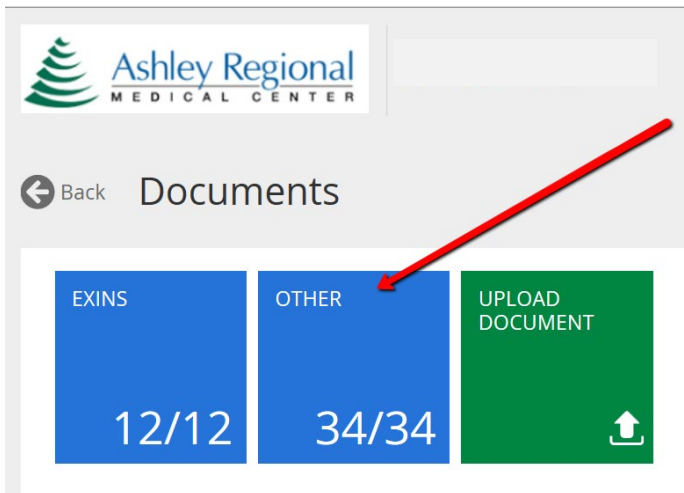 Ashley Regional
MEDICAL CENTER
Back
Documents
EXINS
12/12
OTHER
34/34
UPLOAD
DOCUMENT